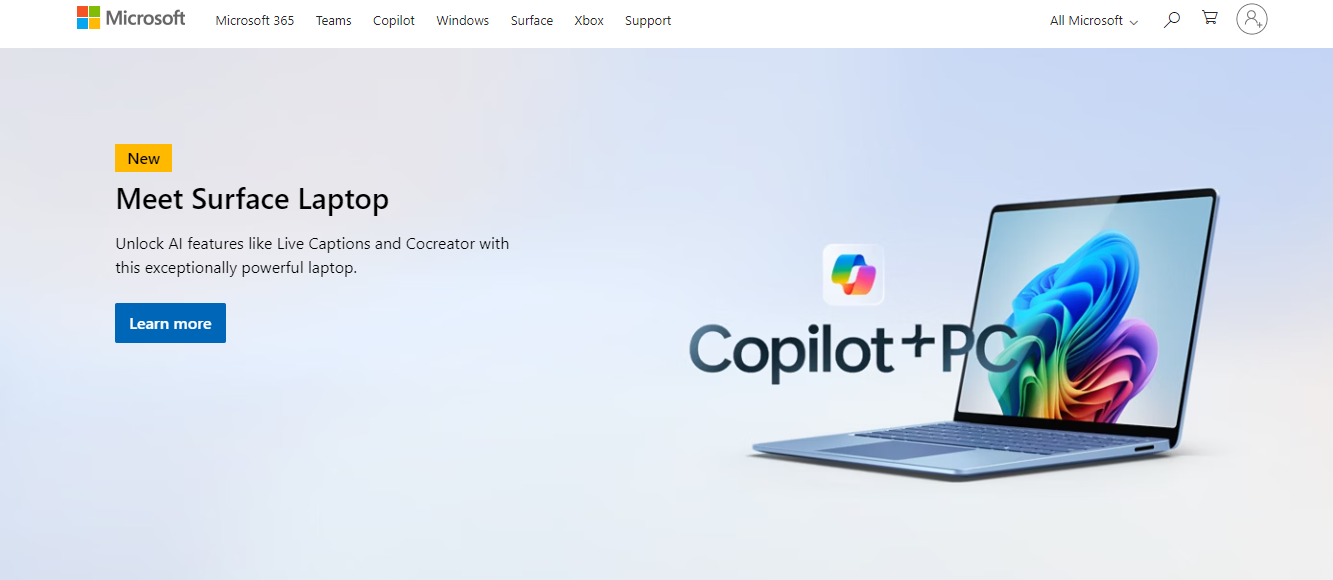 Microsoft
Microsoft 365
Teams
Copilot
Windows
Surface
Xbox
Support
All Microsoft
New
Meet Surface Laptop
Unlock AI features like Live Captions and Cocreator with
this exceptionally powerful laptop.
Learn more
Copilot+PC